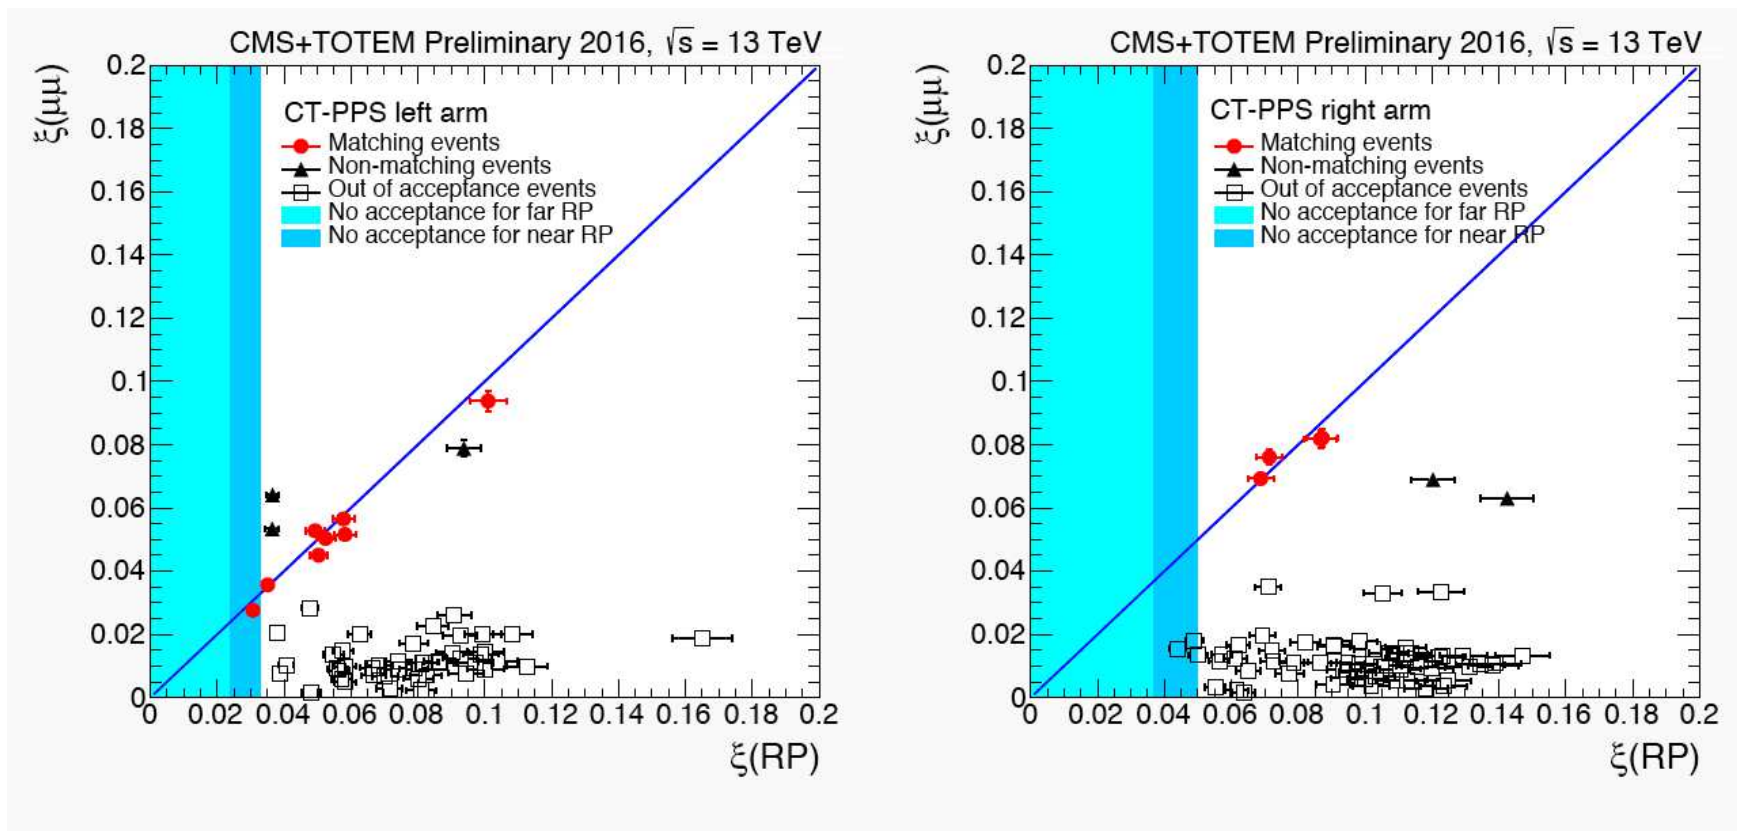 CMS+TOTEM Preliminary 2016, √s = 13 TeV
ξ(μμ)
0.2
0.18
0.16
0.14
0.12
0.1
0.08
0.06
0.04
0.02
0
CT-PPS left arm
Matching events
Non-matching events
Out of acceptance events
No acceptance for far RP
No acceptance for near RP
0 0.02 0.04 0.06 0.08 0.1 0.12 0.14 0.16 0.18 0.2
ξ(RP)
CMS+TOTEM Preliminary 2016, √s = 13 TeV
ξ(μμ)
0.2
0.18
0.16
0.14
0.12
0.1
0.08
0.06
0.04
0.02
0
CT-PPS right arm
Matching events
Non-matching events
Out of acceptance events
No acceptance for far RP
No acceptance for near RP
0 0.02 0.04 0.06 0.08 0.1 0.12 0.14 0.16 0.18 0.2
ξ(RP)